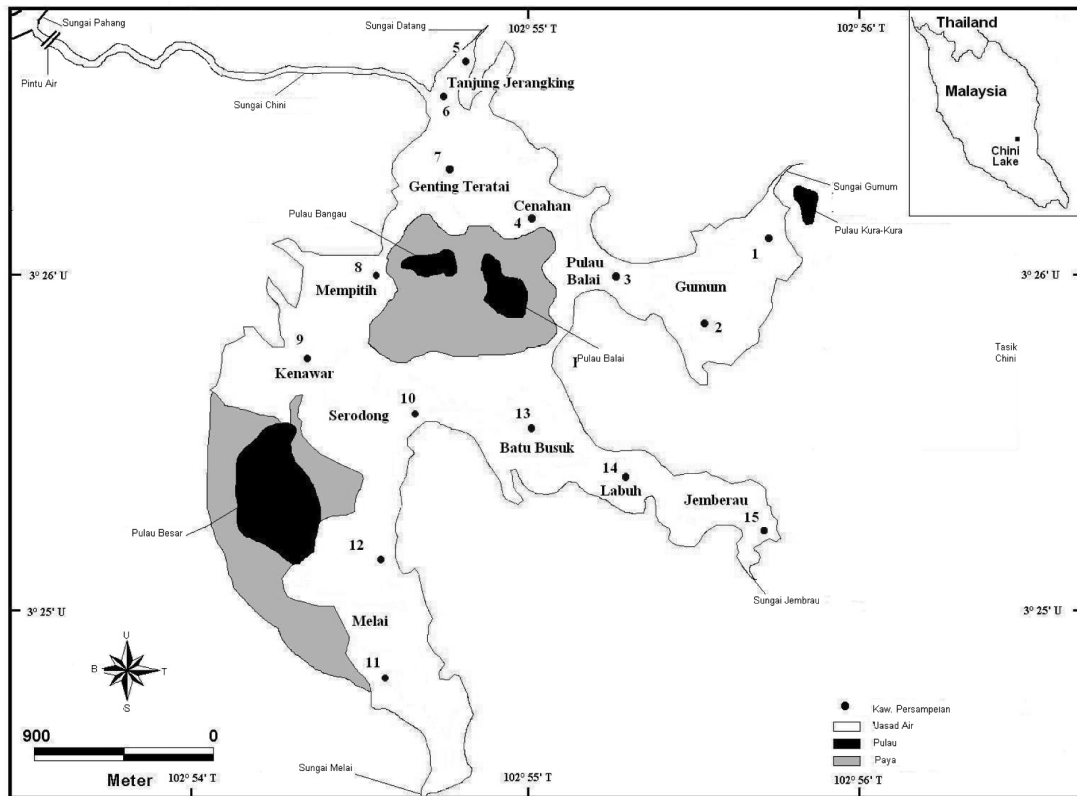 Sungai Pahang
Pintu Air
Sungai Chini
Sungai Datang
102° 55'
102° 56'
Thailand
Malaysia
Chini
Lake
5
Tanjung Jerangking
6
7
Genting Teratai
Cenahan
4
Pulau Bangau
Sungai Gumum
Pulau Kura-Kura
1
3° 26' U
8
Mempitih
Pulau
Balai
3
Gumum
2
3° 26' U
Pulau Balai
I
Tasik
Chini
9
Kenawar
Serodong
10
13
Batu Busuk
14
Labuh
Jemberau
15
Pulau Besar
12
Sungai Jembrau
3° 25' U
3° 25' U
Melai
11
U
B
T
S
900
0
Meter
Sungai Melai
102° 54' T
102° 55' T
102° 56' T
Kaw. Persampeian
Jasad Air
Pulau
Paya